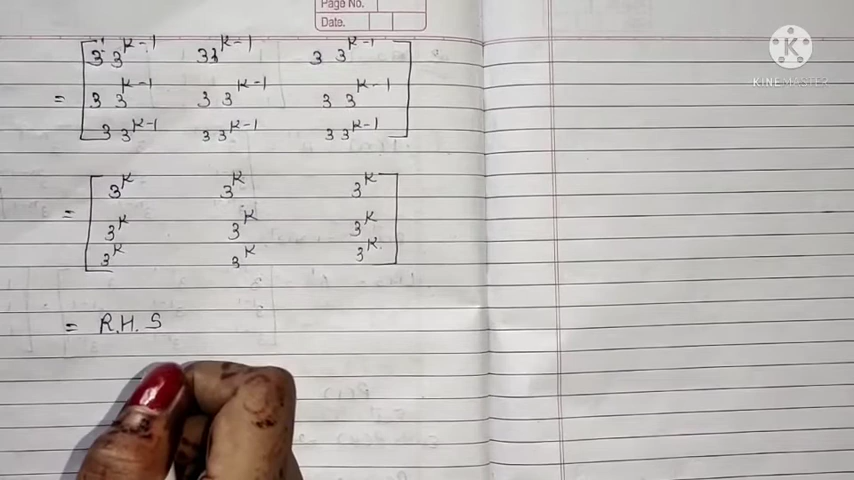 Page No.
Date.
3 3^K-1 3 3^K-1 3 3^K-1
= 3 3^K-1 3 3^K-1 3 3^K-1
3 3^K-1 3 3^K-1 3 3^K-1
3^K 3^K 3^K
= 3^K 3^K 3^K
3^K 3^K 3^K
= R.H.S
K
KINEMASTER